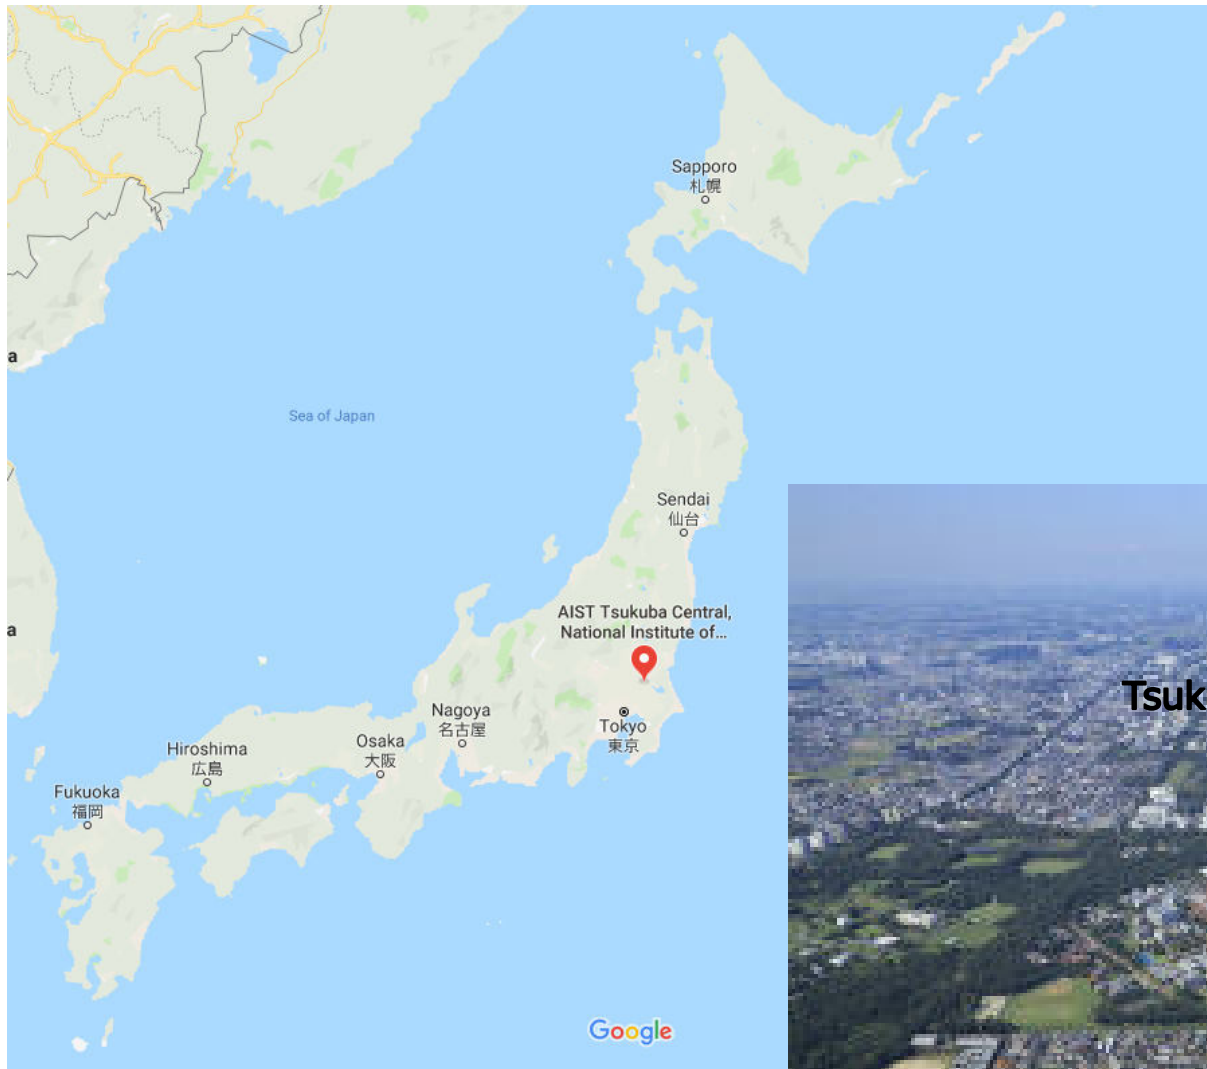 Sapporo
札幌
a
Sea of Japan
Sendai
仙台
AIST Tsukuba Central,
National Institute of...
a
Tsuk
Nagoya
名古屋
Tokyo
東京
Osaka
大阪
Hiroshima
広島
Fukuoka
福岡
Google